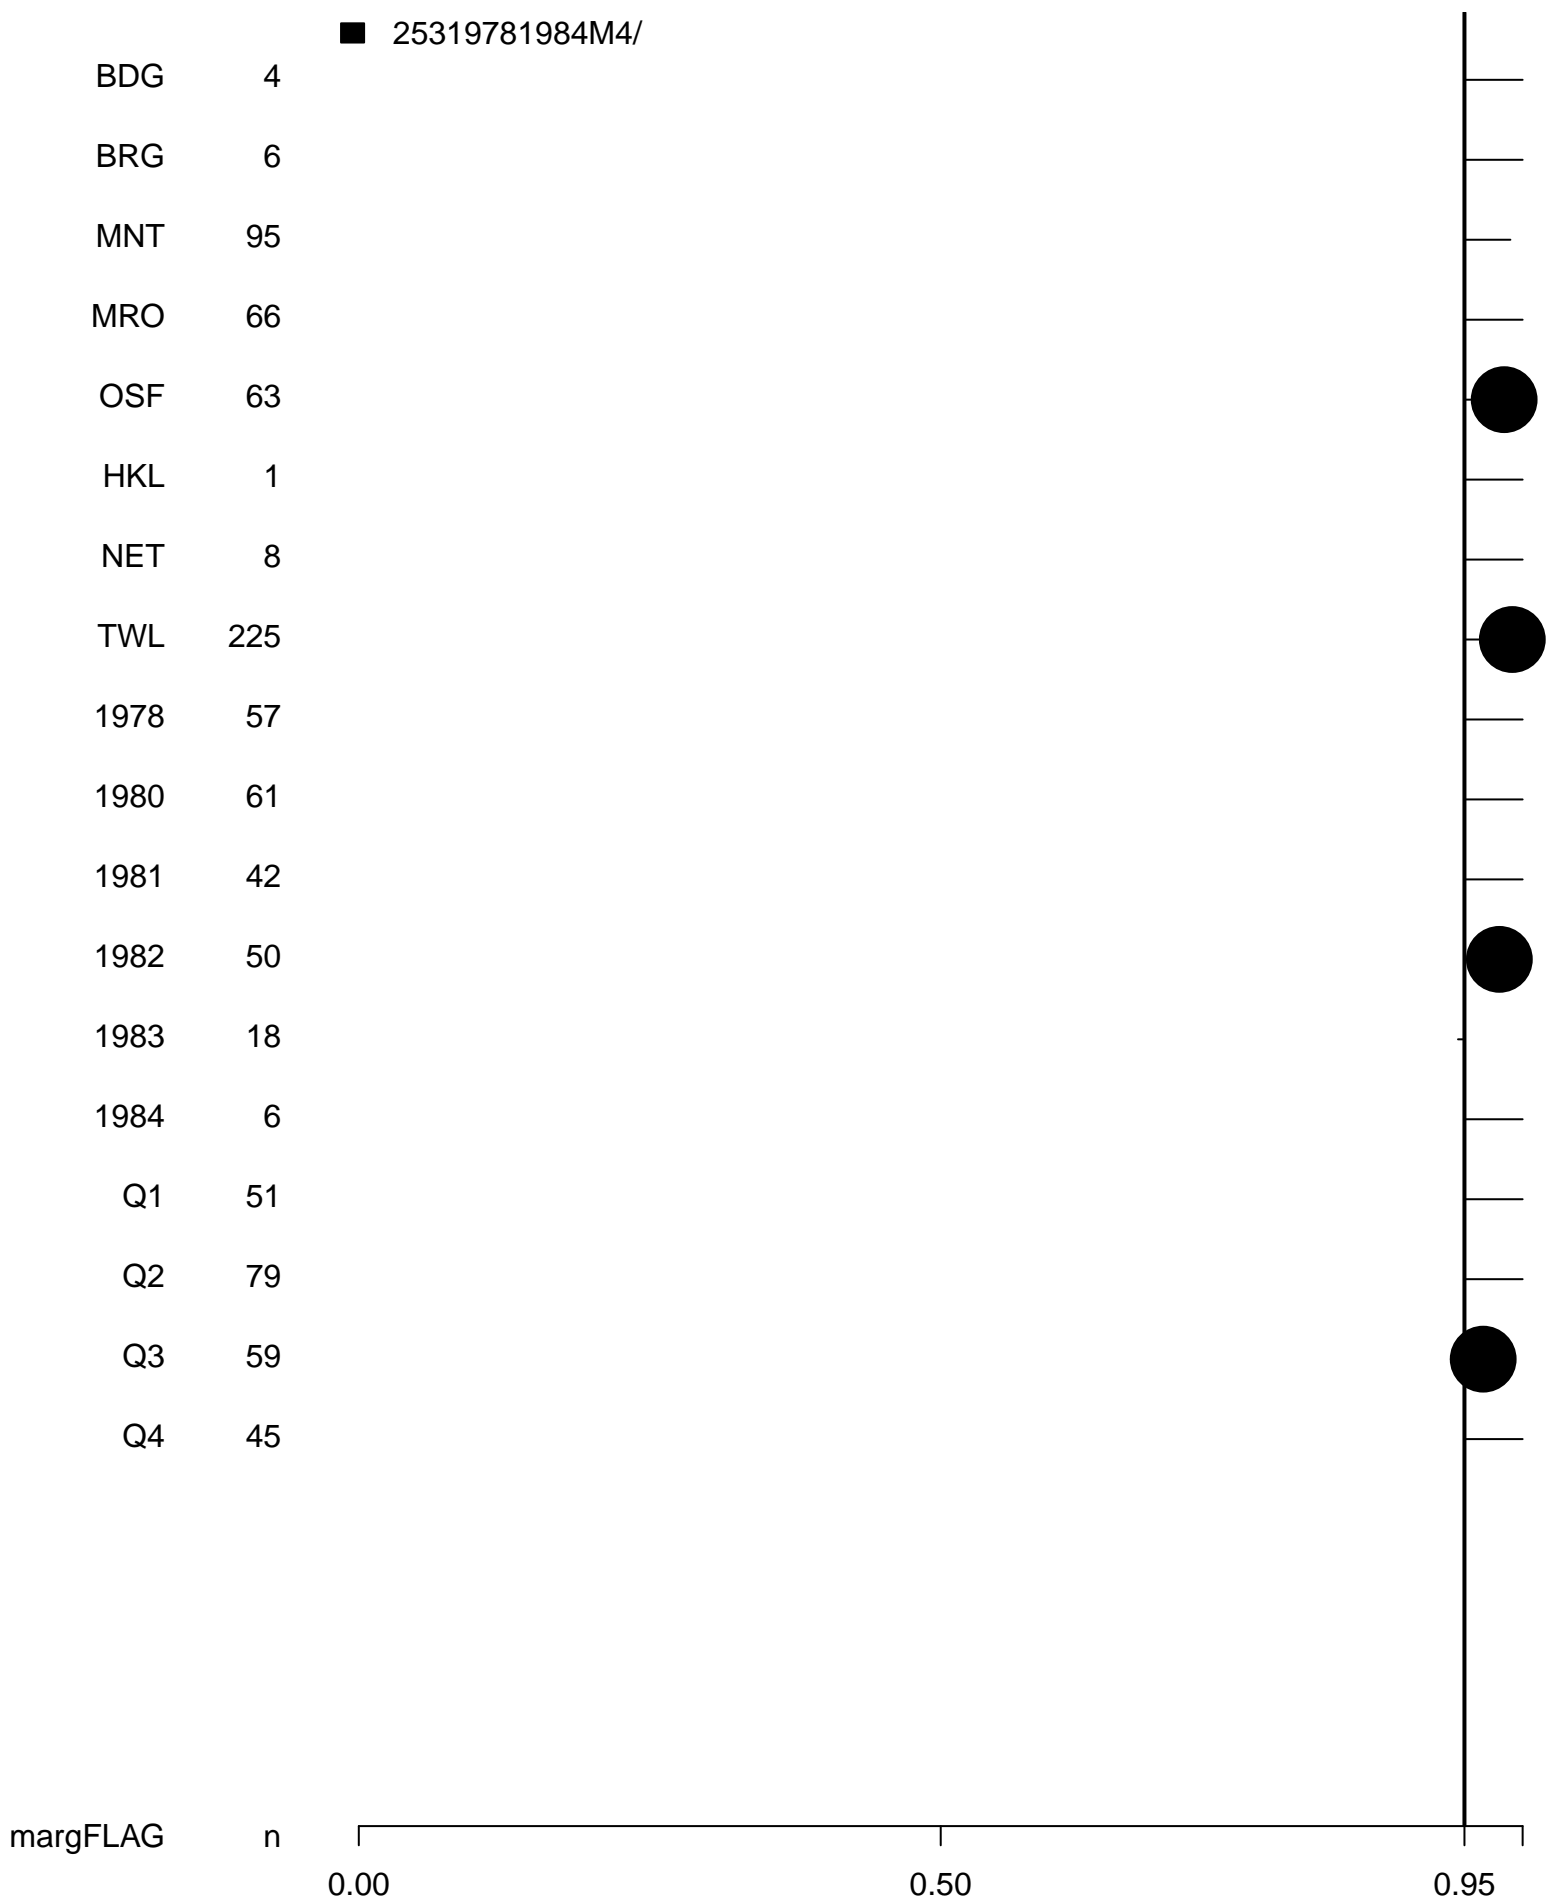 25319781984M4/
BDG 4
BRG 6
MNT 95
MRO 66
OSF 63
HKL 1
NET 8
TWL 225
1978 57
1980 61
1981 42
1982 50
1983 18
1984 6
Q1 51
Q2 79
Q3 59
Q4 45
margFLAG n
0.00 0.50 0.95